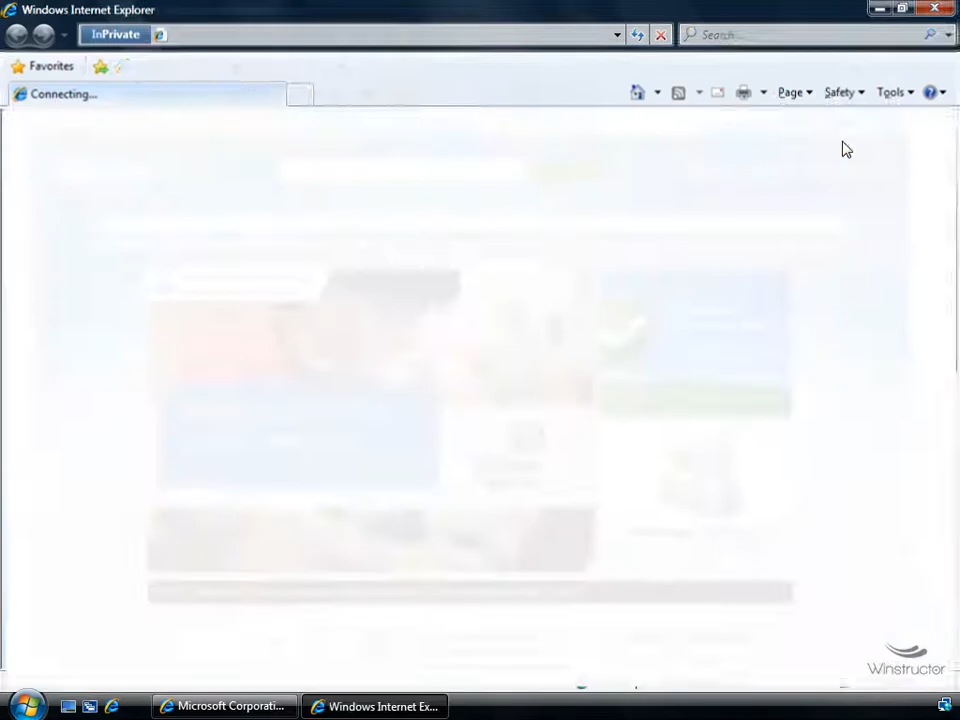 Windows Internet Explorer
InPrivate
Search...
Favorites
Connecting...
Page
Safety
Tools
Winstructor
Microsoft Corporati...
Windows Internet Ex...